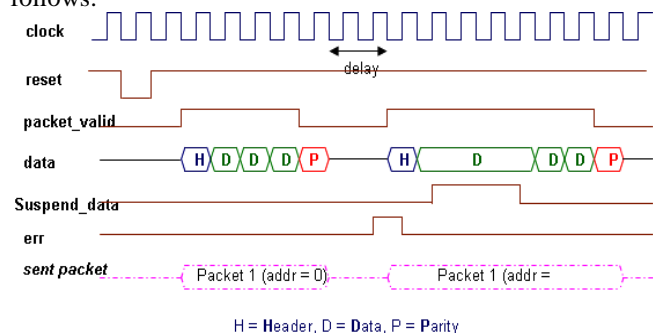 follows:
clock
delay
reset
packet_valid
data H D D D P H D D D P
Suspend_data
err
sent packet Packet 1 (addr = 0) Packet 1 (addr =
H = Header, D = Data, P = Parity